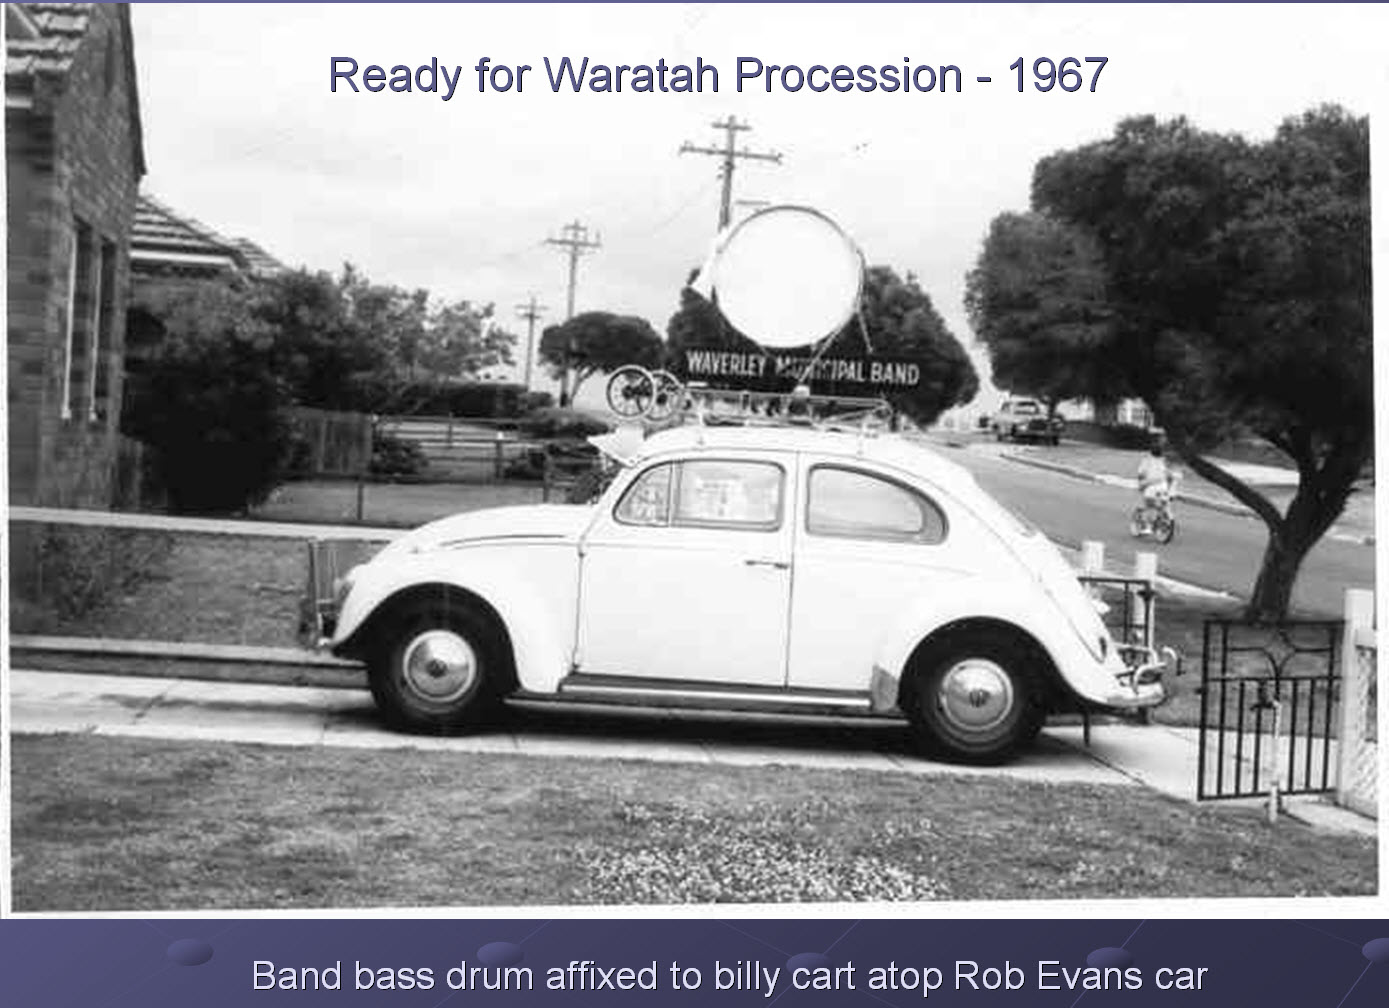 Ready for Waratah Procession - 1967
WAVERLEY MUNICIPAL BAND
Band bass drum affixed to billy cart atop Rob Evans car